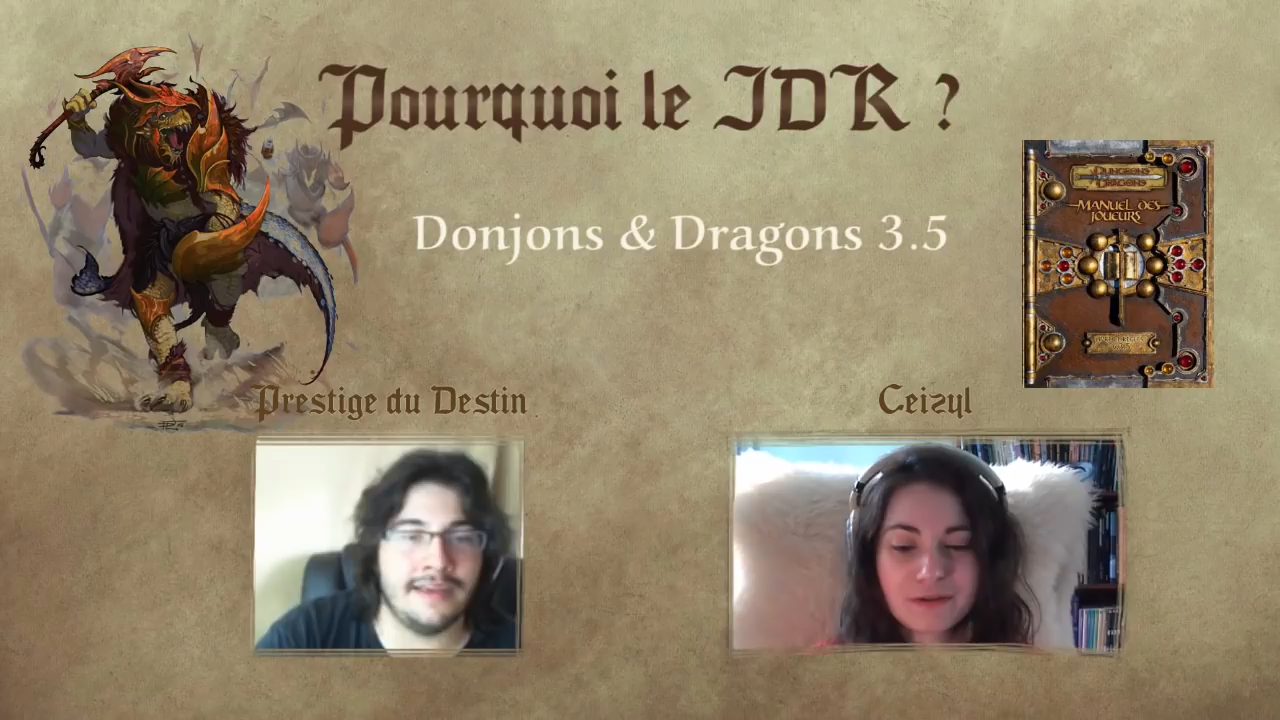 Pourquoi le JDR ?
Donjons & Dragons 3.5
DUNGEONS & DRAGONS
MANUEL DES JOUEURS
Prestige du Destin
Ceizyl